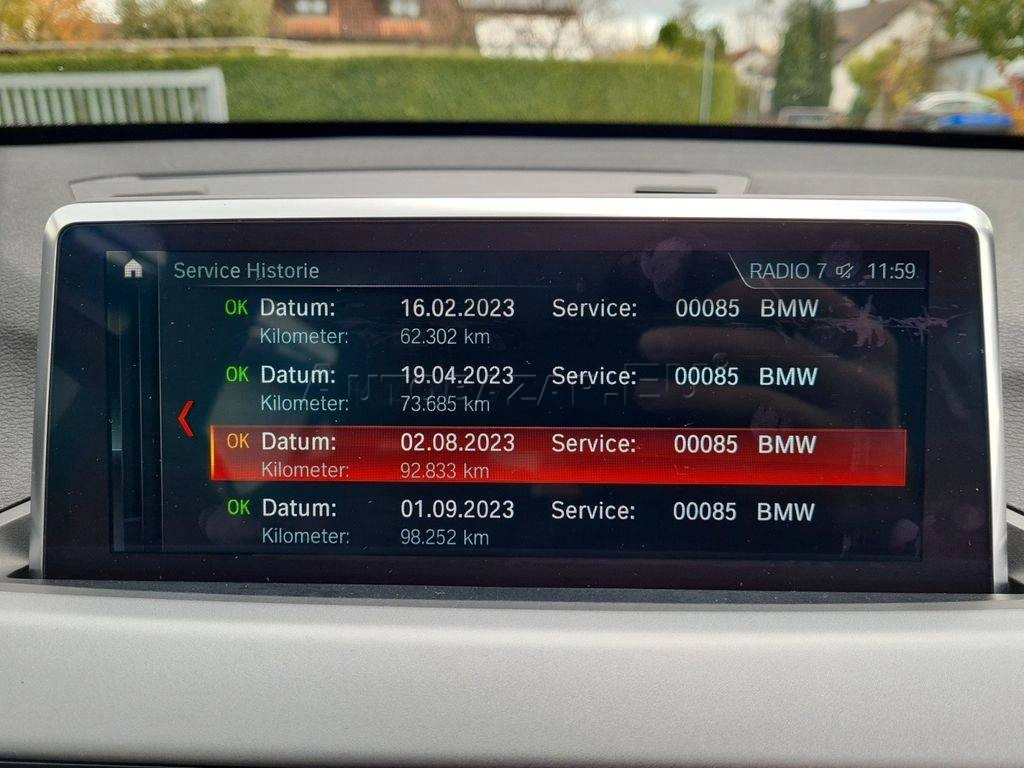 Service Historie RADIO 7 11:59
OK Datum: 16.02.2023 Service: 00085 BMW
Kilometer: 62.302 km
OK Datum: 19.04.2023 Service: 00085 BMW
Kilometer: 73.685 km
OK Datum: 02.08.2023 Service: 00085 BMW
Kilometer: 92.833 km
OK Datum: 01.09.2023 Service: 00085 BMW
Kilometer: 98.252 km